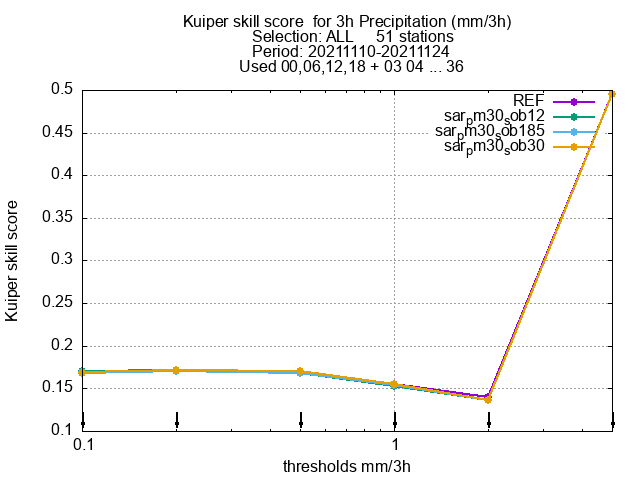 Kuiper skill score  for 3h Precipitation (mm/3h)
Selection: ALL     51 stations
Period: 20211110-20211124
Used 00,06,12,18 + 03 04 ... 36
REF
sar_pm30_sob12
sar_pm30_sob185
sar_pm30_sob30
0.5
0.45
0.4
0.35
0.3
0.25
0.2
0.15
0.1
Kuiper skill score
0.1
1
thresholds mm/3h